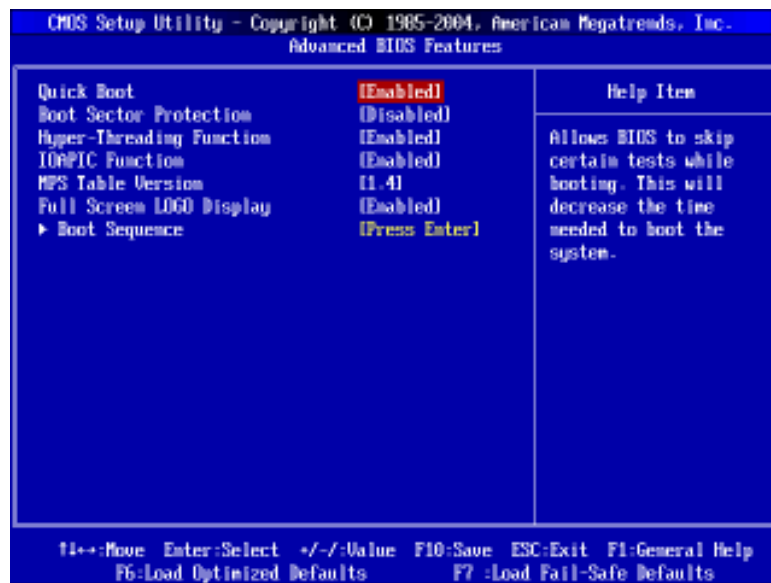 CMOS Setup Utility - Copyright (C) 1985-2004, American Megatrends, Inc.
Advanced BIOS Features
Quick Boot [Enabled]
Boot Sector Protection [Disabled]
Hyper-Threading Function [Enabled]
IOAPIC Function [Enabled]
MPS Table Version [1.4]
Full Screen LOGO Display [Enabled]
▶ Boot Sequence [Press Enter]
Help Item
Allows BIOS to skip
certain tests while
booting. This will
decrease the time
needed to boot the
system.
↑↓←→:Move Enter:Select +/-/:Value F10:Save ESC:Exit F1:General Help
F6:Load Optimized Defaults F7 :Load Fail-Safe Defaults